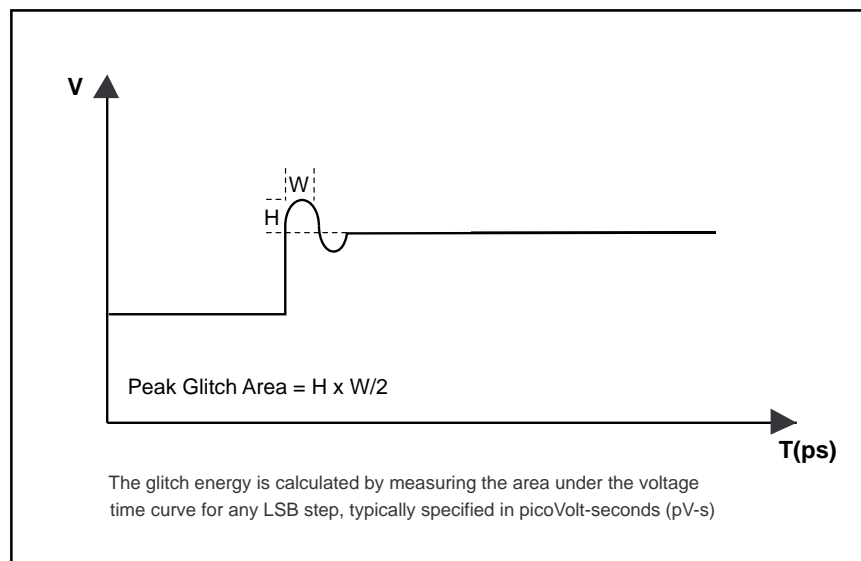 V
W
H
Peak Glitch Area = H x W/2
T(ps)
The glitch energy is calculated by measuring the area under the voltage
time curve for any LSB step, typically specified in picoVolt-seconds (pV-s)